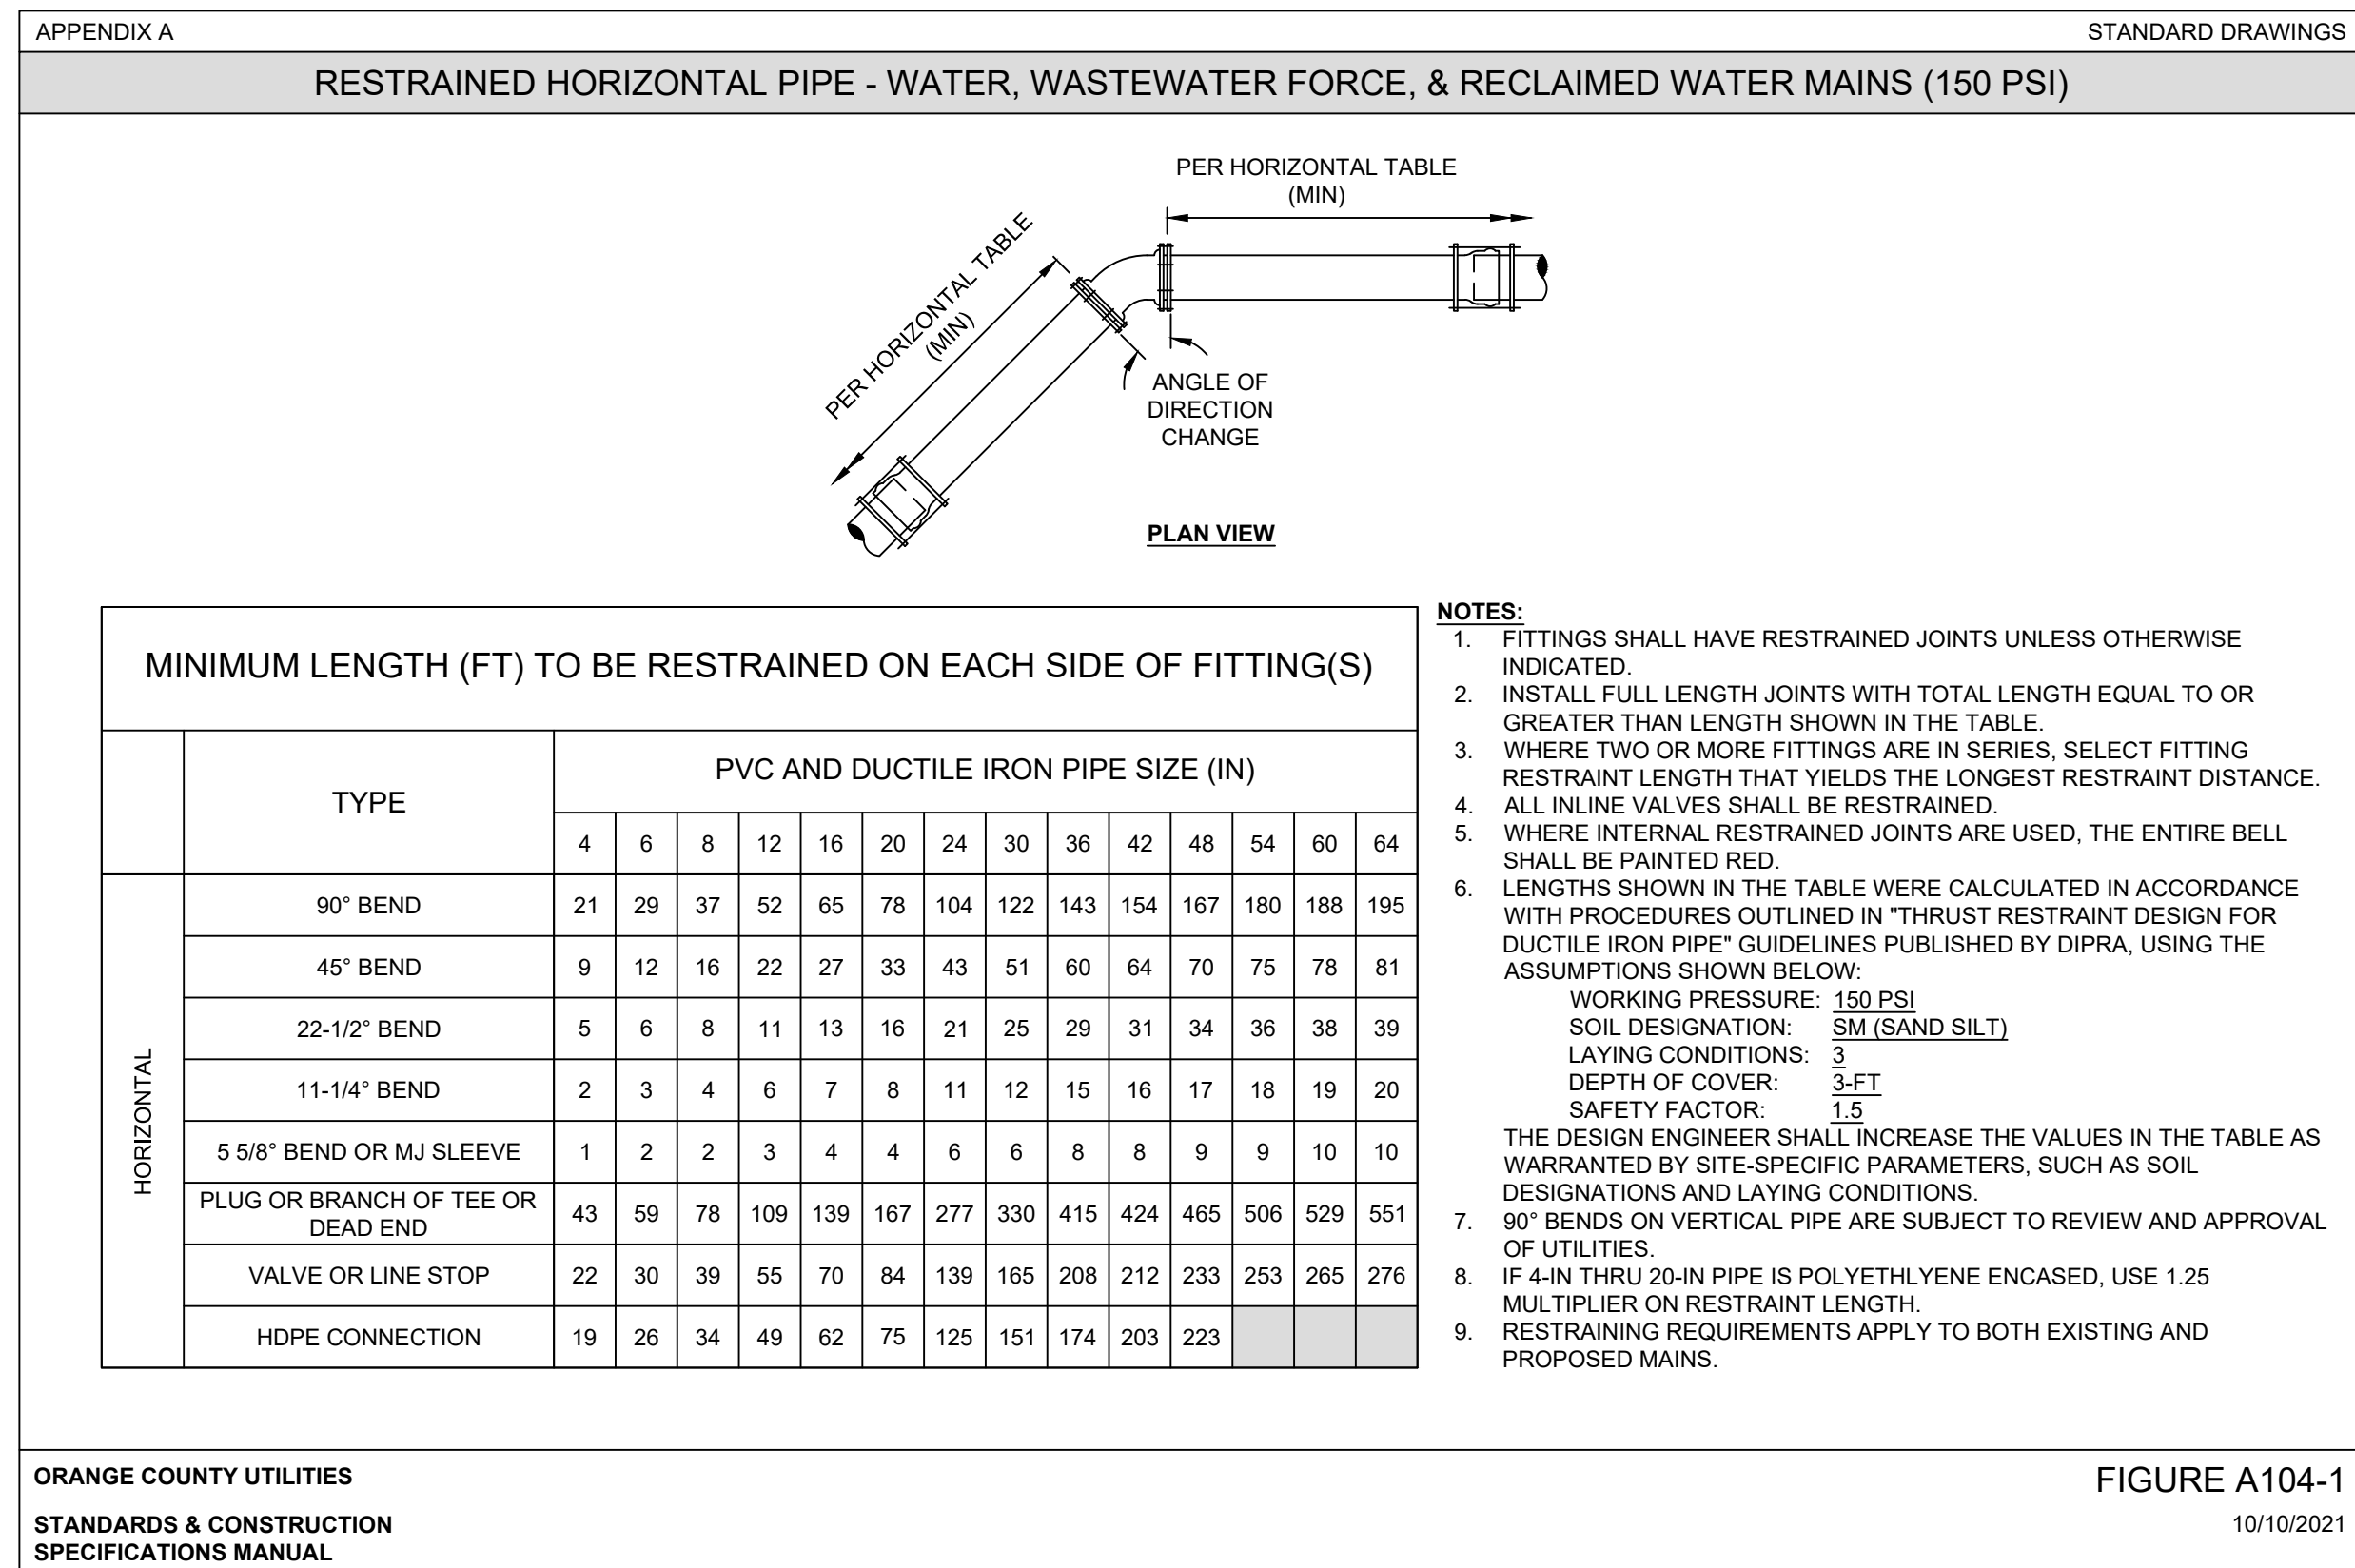 APPENDIX A
STANDARD DRAWINGS
RESTRAINED HORIZONTAL PIPE - WATER, WASTEWATER FORCE, & RECLAIMED WATER MAINS (150 PSI)
PER HORIZONTAL TABLE
(MIN)
PER HORIZONTAL TABLE
(MIN)
ANGLE OF
DIRECTION
CHANGE
PLAN VIEW
MINIMUM LENGTH (FT) TO BE RESTRAINED ON EACH SIDE OF FITTING(S)
TYPE
PVC AND DUCTILE IRON PIPE SIZE (IN)
4 6 8 12 16 20 24 30 36 42 48 54 60 64
HORIZONTAL
90° BEND 21 29 37 52 65 78 104 122 143 154 167 180 188 195
45° BEND 9 12 16 22 27 33 43 51 60 64 70 75 78 81
22-1/2° BEND 5 6 8 11 13 16 21 25 29 31 34 36 38 39
11-1/4° BEND 2 3 4 6 7 8 11 12 15 16 17 18 19 20
5 5/8° BEND OR MJ SLEEVE 1 2 2 3 4 4 6 6 8 8 9 9 10 10
PLUG OR BRANCH OF TEE OR
DEAD END 43 59 78 109 139 167 277 330 415 424 465 506 529 551
VALVE OR LINE STOP 22 30 39 55 70 84 139 165 208 212 233 253 265 276
HDPE CONNECTION 19 26 34 49 62 75 125 151 174 203 223
NOTES:
1. FITTINGS SHALL HAVE RESTRAINED JOINTS UNLESS OTHERWISE
INDICATED.
2. INSTALL FULL LENGTH JOINTS WITH TOTAL LENGTH EQUAL TO OR
GREATER THAN LENGTH SHOWN IN THE TABLE.
3. WHERE TWO OR MORE FITTINGS ARE IN SERIES, SELECT FITTING
RESTRAINT LENGTH THAT YIELDS THE LONGEST RESTRAINT DISTANCE.
4. ALL INLINE VALVES SHALL BE RESTRAINED.
5. WHERE INTERNAL RESTRAINED JOINTS ARE USED, THE ENTIRE BELL
SHALL BE PAINTED RED.
6. LENGTHS SHOWN IN THE TABLE WERE CALCULATED IN ACCORDANCE
WITH PROCEDURES OUTLINED IN "THRUST RESTRAINT DESIGN FOR
DUCTILE IRON PIPE" GUIDELINES PUBLISHED BY DIPRA, USING THE
ASSUMPTIONS SHOWN BELOW:
WORKING PRESSURE: 150 PSI
SOIL DESIGNATION: SM (SAND SILT)
LAYING CONDITIONS: 3
DEPTH OF COVER: 3-FT
SAFETY FACTOR: 1.5
THE DESIGN ENGINEER SHALL INCREASE THE VALUES IN THE TABLE AS
WARRANTED BY SITE-SPECIFIC PARAMETERS, SUCH AS SOIL
DESIGNATIONS AND LAYING CONDITIONS.
7. 90° BENDS ON VERTICAL PIPE ARE SUBJECT TO REVIEW AND APPROVAL
OF UTILITIES.
8. IF 4-IN THRU 20-IN PIPE IS POLYETHLYENE ENCASED, USE 1.25
MULTIPLIER ON RESTRAINT LENGTH.
9. RESTRAINING REQUIREMENTS APPLY TO BOTH EXISTING AND
PROPOSED MAINS.
ORANGE COUNTY UTILITIES
STANDARDS & CONSTRUCTION
SPECIFICATIONS MANUAL
FIGURE A104-1
10/10/2021